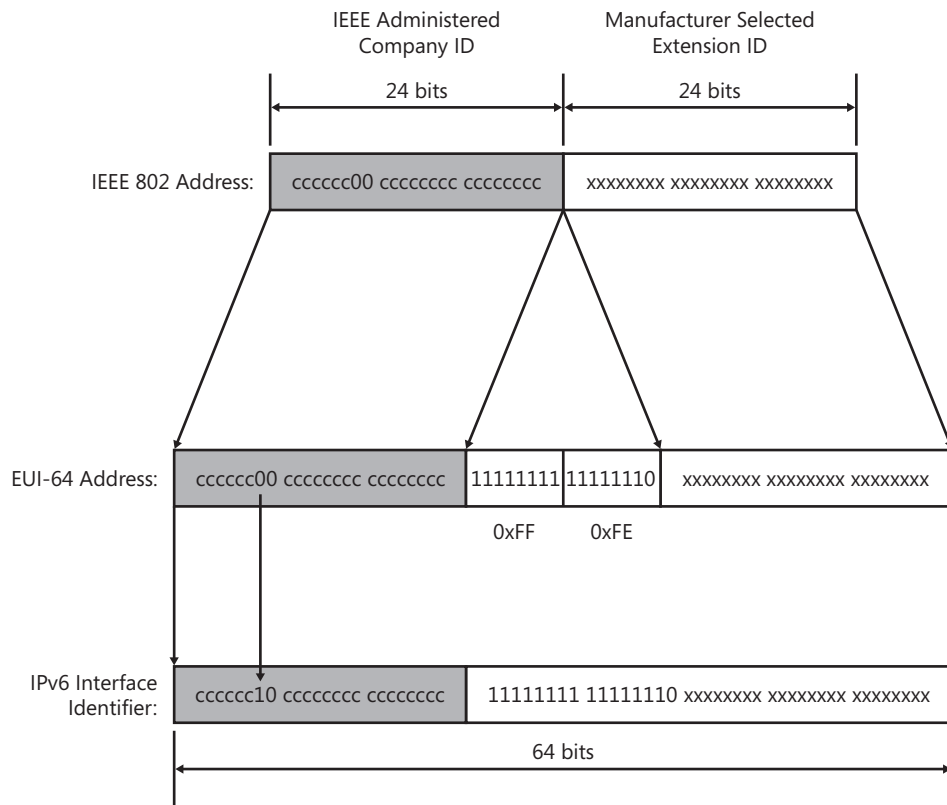 IEEE Administered
Company ID
Manufacturer Selected
Extension ID
24 bits
24 bits
IEEE 802 Address:
cccccc00 cccccccc cccccccc
xxxxxxxx xxxxxxxx xxxxxxxx
EUI-64 Address:
cccccc00 cccccccc cccccccc
11111111
11111110
xxxxxxxx xxxxxxxx xxxxxxxx
0xFF
0xFE
IPv6 Interface
Identifier:
cccccc10 cccccccc cccccccc
11111111 11111110 xxxxxxxx xxxxxxxx xxxxxxxx
64 bits